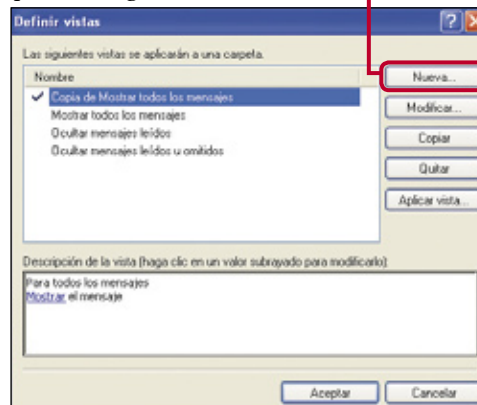 Definir vistas
Las siguientes vistas se aplicarán a una carpeta.
Nombre
Copia de Mostrar todos los mensajes
Mostrar todos los mensajes
Ocultar mensajes leídos
Ocultar mensajes leídos u omitidos
Nueva...
Modificar...
Copiar
Quitar
Aplicar vista...
Descripción de la vista (haga clic en un valor subrayado para modificarlo):
Para todos los mensajes
Mostrar el mensaje
Aceptar
Cancelar